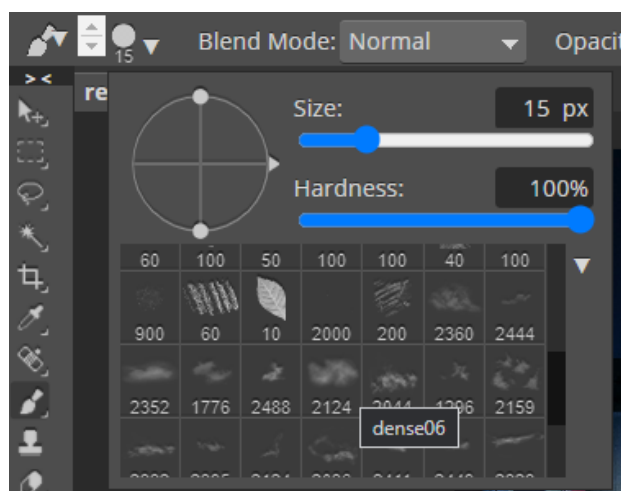 15
Blend Mode: Normal
Opacit
> <
re
Size: 15 px
Hardness: 100%
60 100 50 100 100 40 100
900 60 10 2000 200 2360 2444
2352 1776 2488 2124 2159
dense06